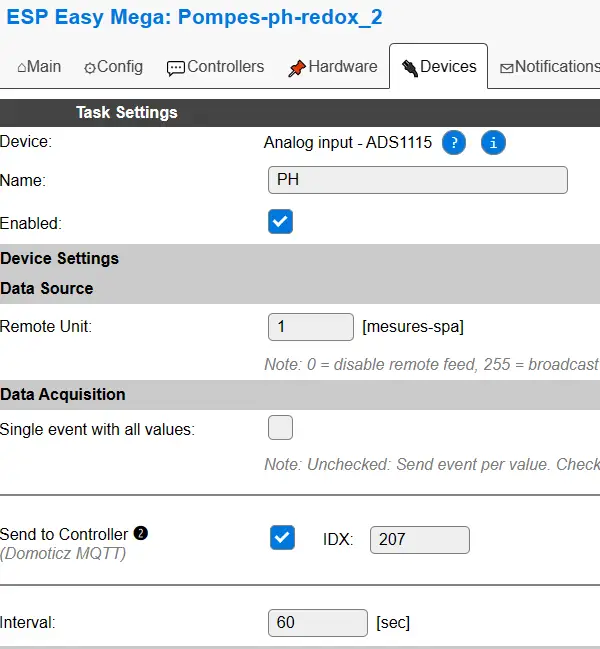 ESP Easy Mega: Pompes-ph-redox_2
⌂Main ⚙Config Controllers Hardware Devices ✉Notifications
Task Settings
Device: Analog input - ADS1115 ? i
Name: PH
Enabled:
Device Settings
Data Source
Remote Unit: 1 [mesures-spa]
Note: 0 = disable remote feed, 255 = broadcast
Data Acquisition
Single event with all values:
Note: Unchecked: Send event per value. Check
Send to Controller ❷ IDX: 207
(Domoticz MQTT)
Interval: 60 [sec]